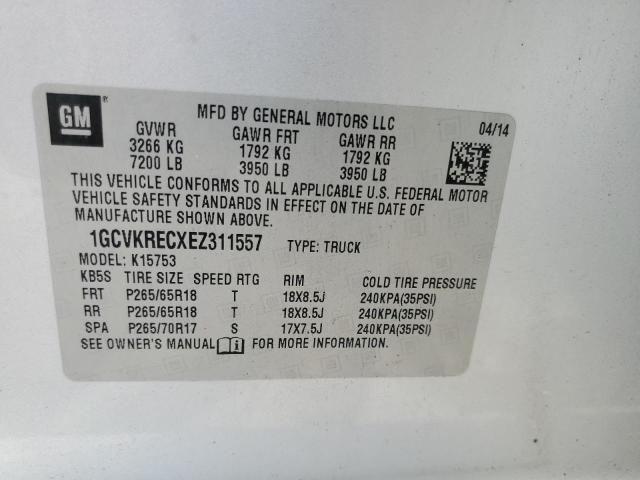 GM
MFD BY GENERAL MOTORS LLC
04/14
GVWR GAWR FRT GAWR RR
3266 KG 1792 KG 1792 KG
7200 LB 3950 LB 3950 LB
THIS VEHICLE CONFORMS TO ALL APPLICABLE U.S. FEDERAL MOTOR
VEHICLE SAFETY STANDARDS IN EFFECT ON THE DATE OF
MANUFACTURE SHOWN ABOVE.
1GCVKRECXEZ311557 TYPE: TRUCK
MODEL: K15753
KB5S TIRE SIZE SPEED RTG RIM COLD TIRE PRESSURE
FRT P265/65R18 T 18X8.5J 240KPA(35PSI)
RR P265/65R18 T 18X8.5J 240KPA(35PSI)
SPA P265/70R17 S 17X7.5J 240KPA(35PSI)
SEE OWNER'S MANUAL FOR MORE INFORMATION.